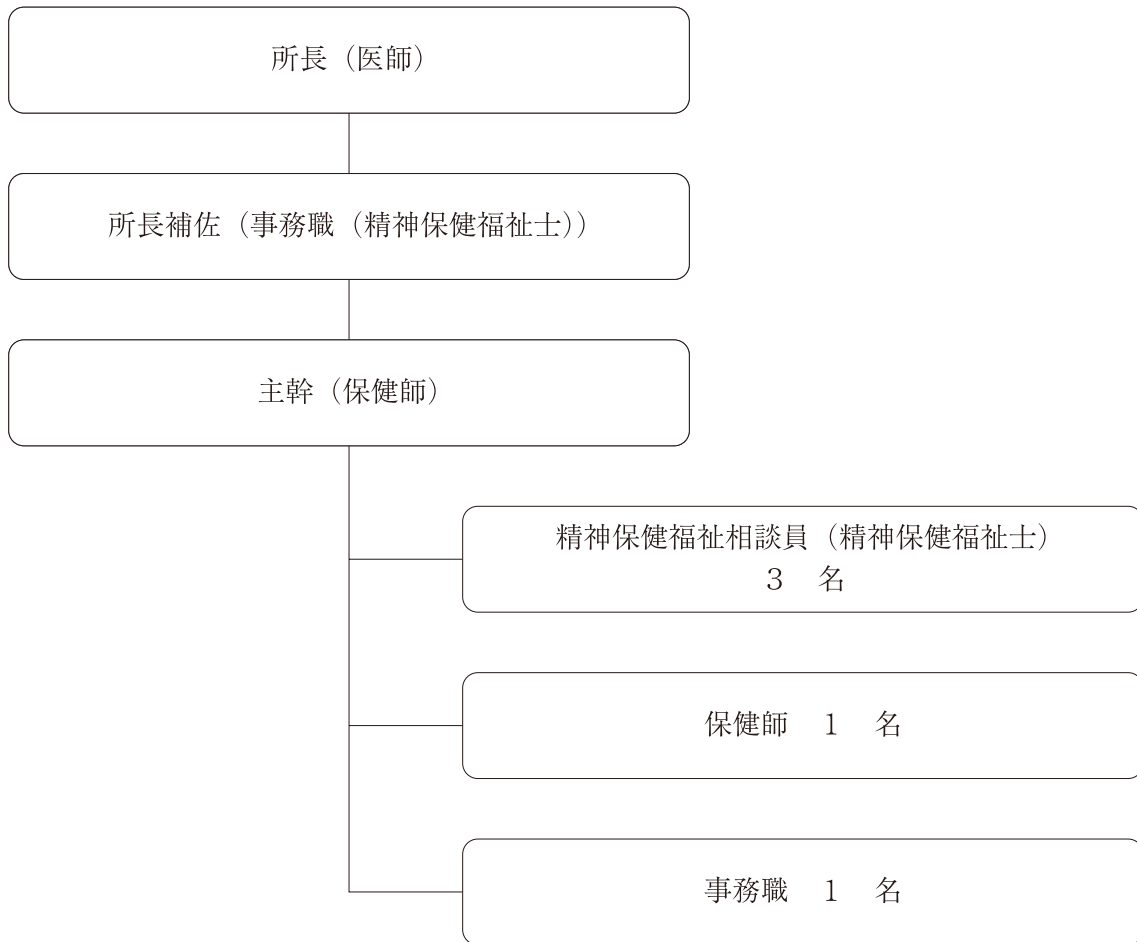 所長（医師）
所長補佐（事務職（精神保健福祉士））
主幹（保健師）
精神保健福祉相談員（精神保健福祉士）
３　名
保健師　１　名
事務職　１　名